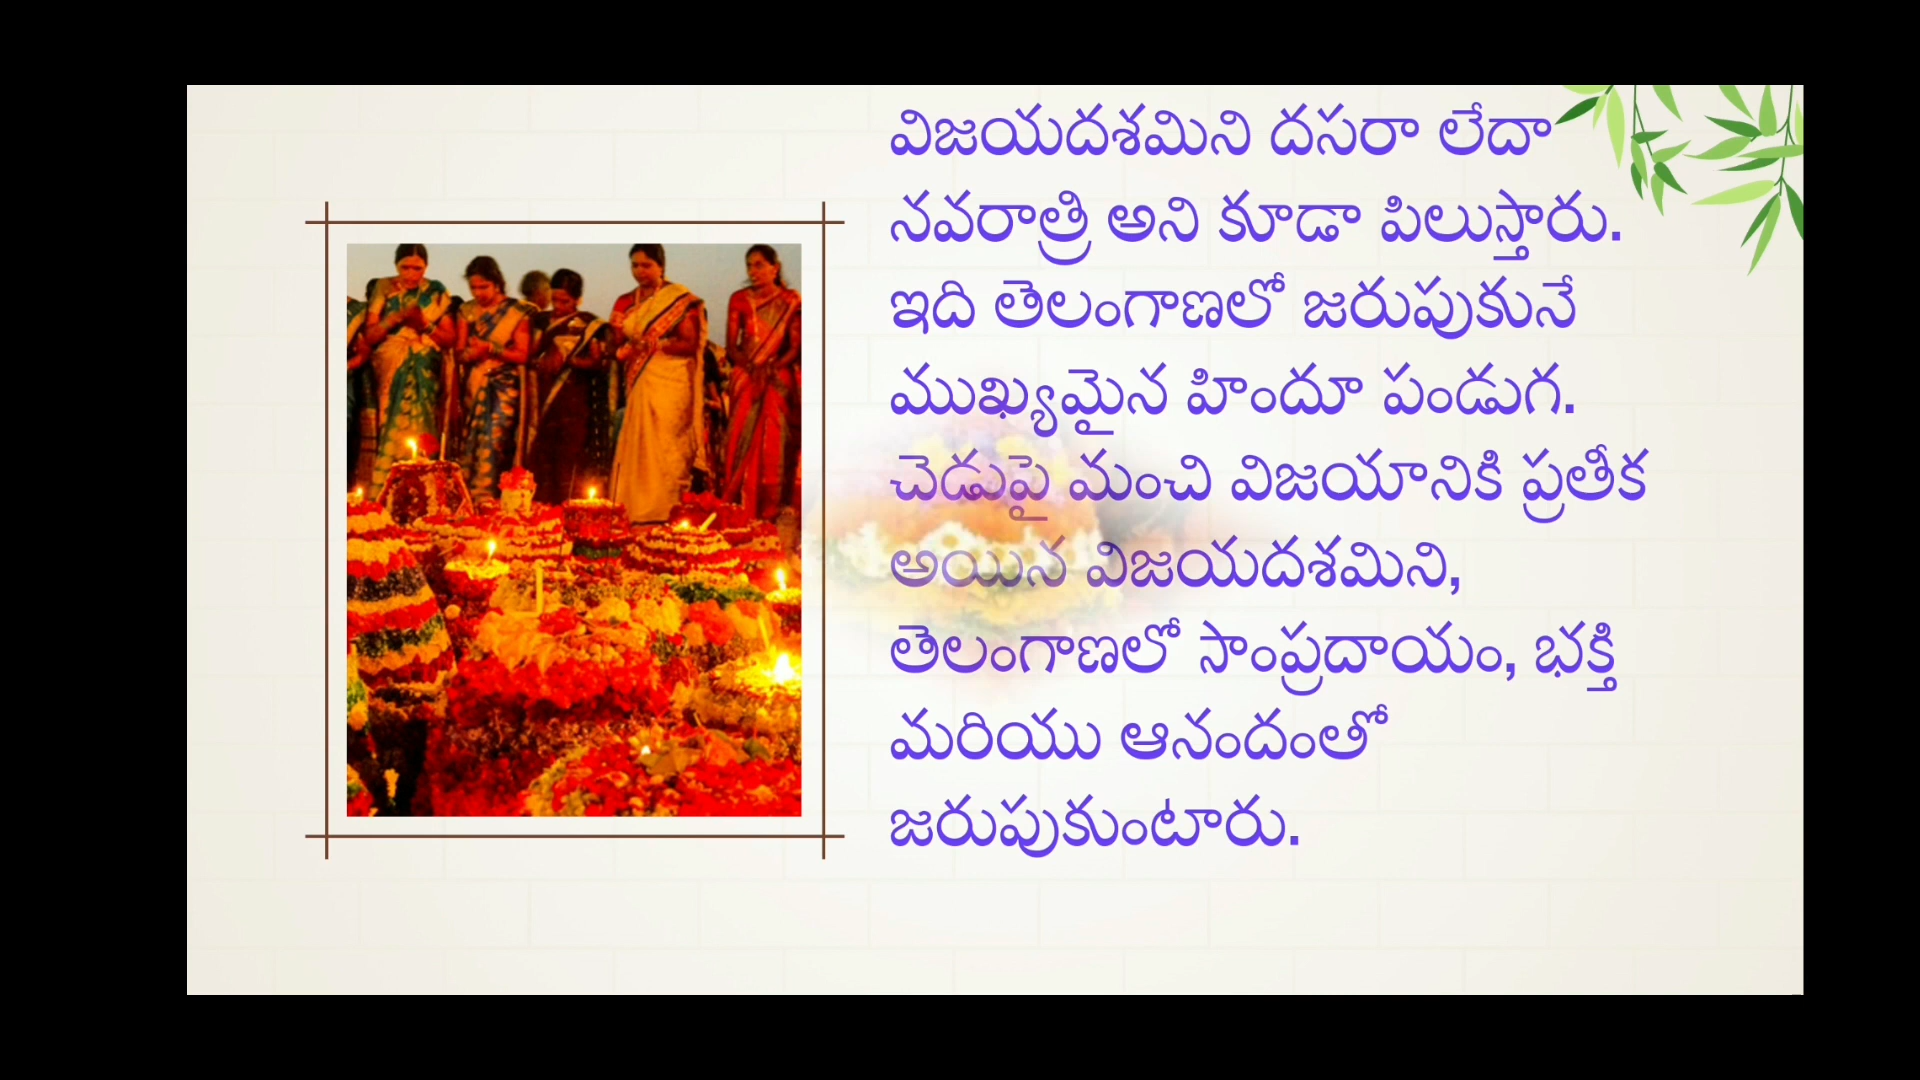 విజయదశమిని దసరా లేదా
నవరాత్రి అని కూడా పిలుస్తారు.
ఇది తెలంగాణలో జరుపుకునే
ముఖ్యమైన హిందూ పండుగ.
చెడుపై మంచి విజయానికి ప్రతీక
అయిన విజయదశమిని,
తెలంగాణలో సాంప్రదాయం, భక్తి
మరియు ఆనందంతో
జరుపుకుంటారు.